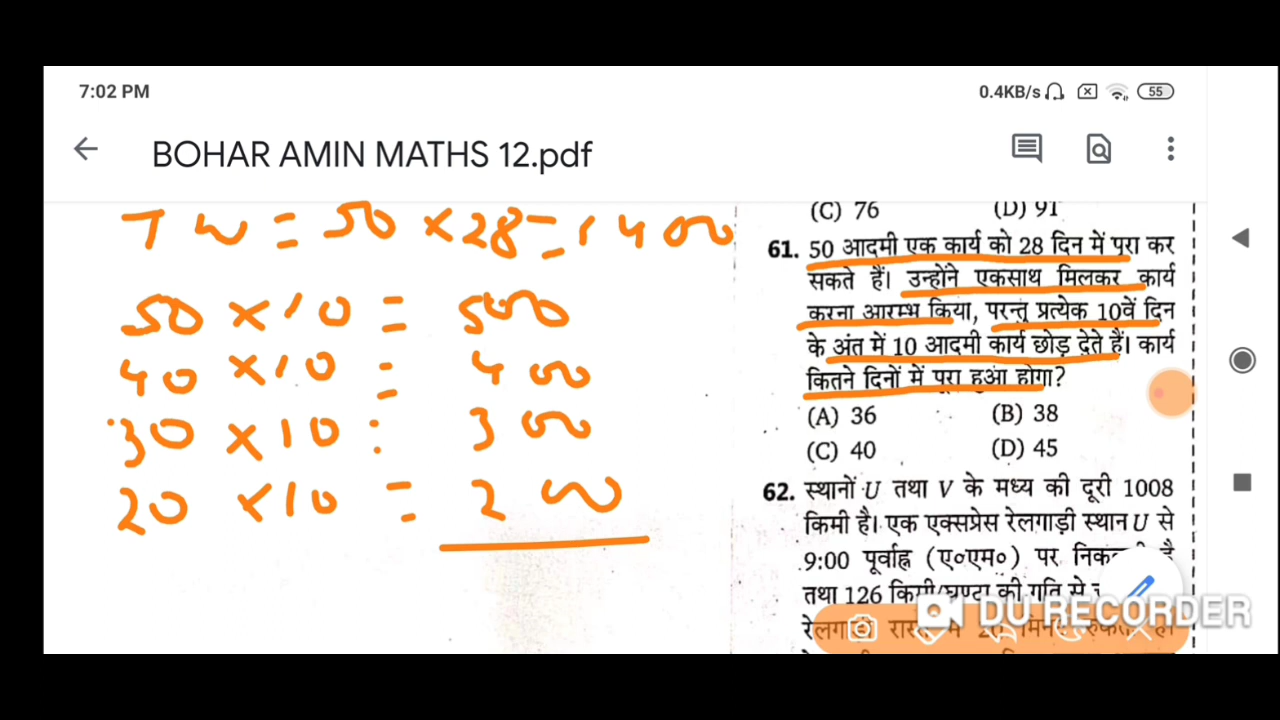 7:02 PM
0.4KB/s
55
BOHAR AMIN MATHS 12.pdf
T W = 50 × 28 = 1400
50 × 10 = 500
40 × 10 = 400
30 × 10 : 300
20 × 10 = 200
(C) 76 (D) 91
61. 50 आदमी एक कार्य को 28 दिन में पूरा कर
सकते हैं। उन्होंने एकसाथ मिलकर कार्य
करना आरम्भ किया, परन्तु प्रत्येक 10वें दिन
के अंत में 10 आदमी कार्य छोड़ देते हैं। कार्य
कितने दिनों में पूरा हुआ होगा?
(A) 36 (B) 38
(C) 40 (D) 45
62. स्थानों U तथा V के मध्य की दूरी 1008
किमी है। एक एक्सप्रेस रेलगाड़ी स्थान U से
9:00 पूर्वाह्न (ए०एम०) पर
तथा 126 किमी/घण्टा की गति से
DU RECORDER